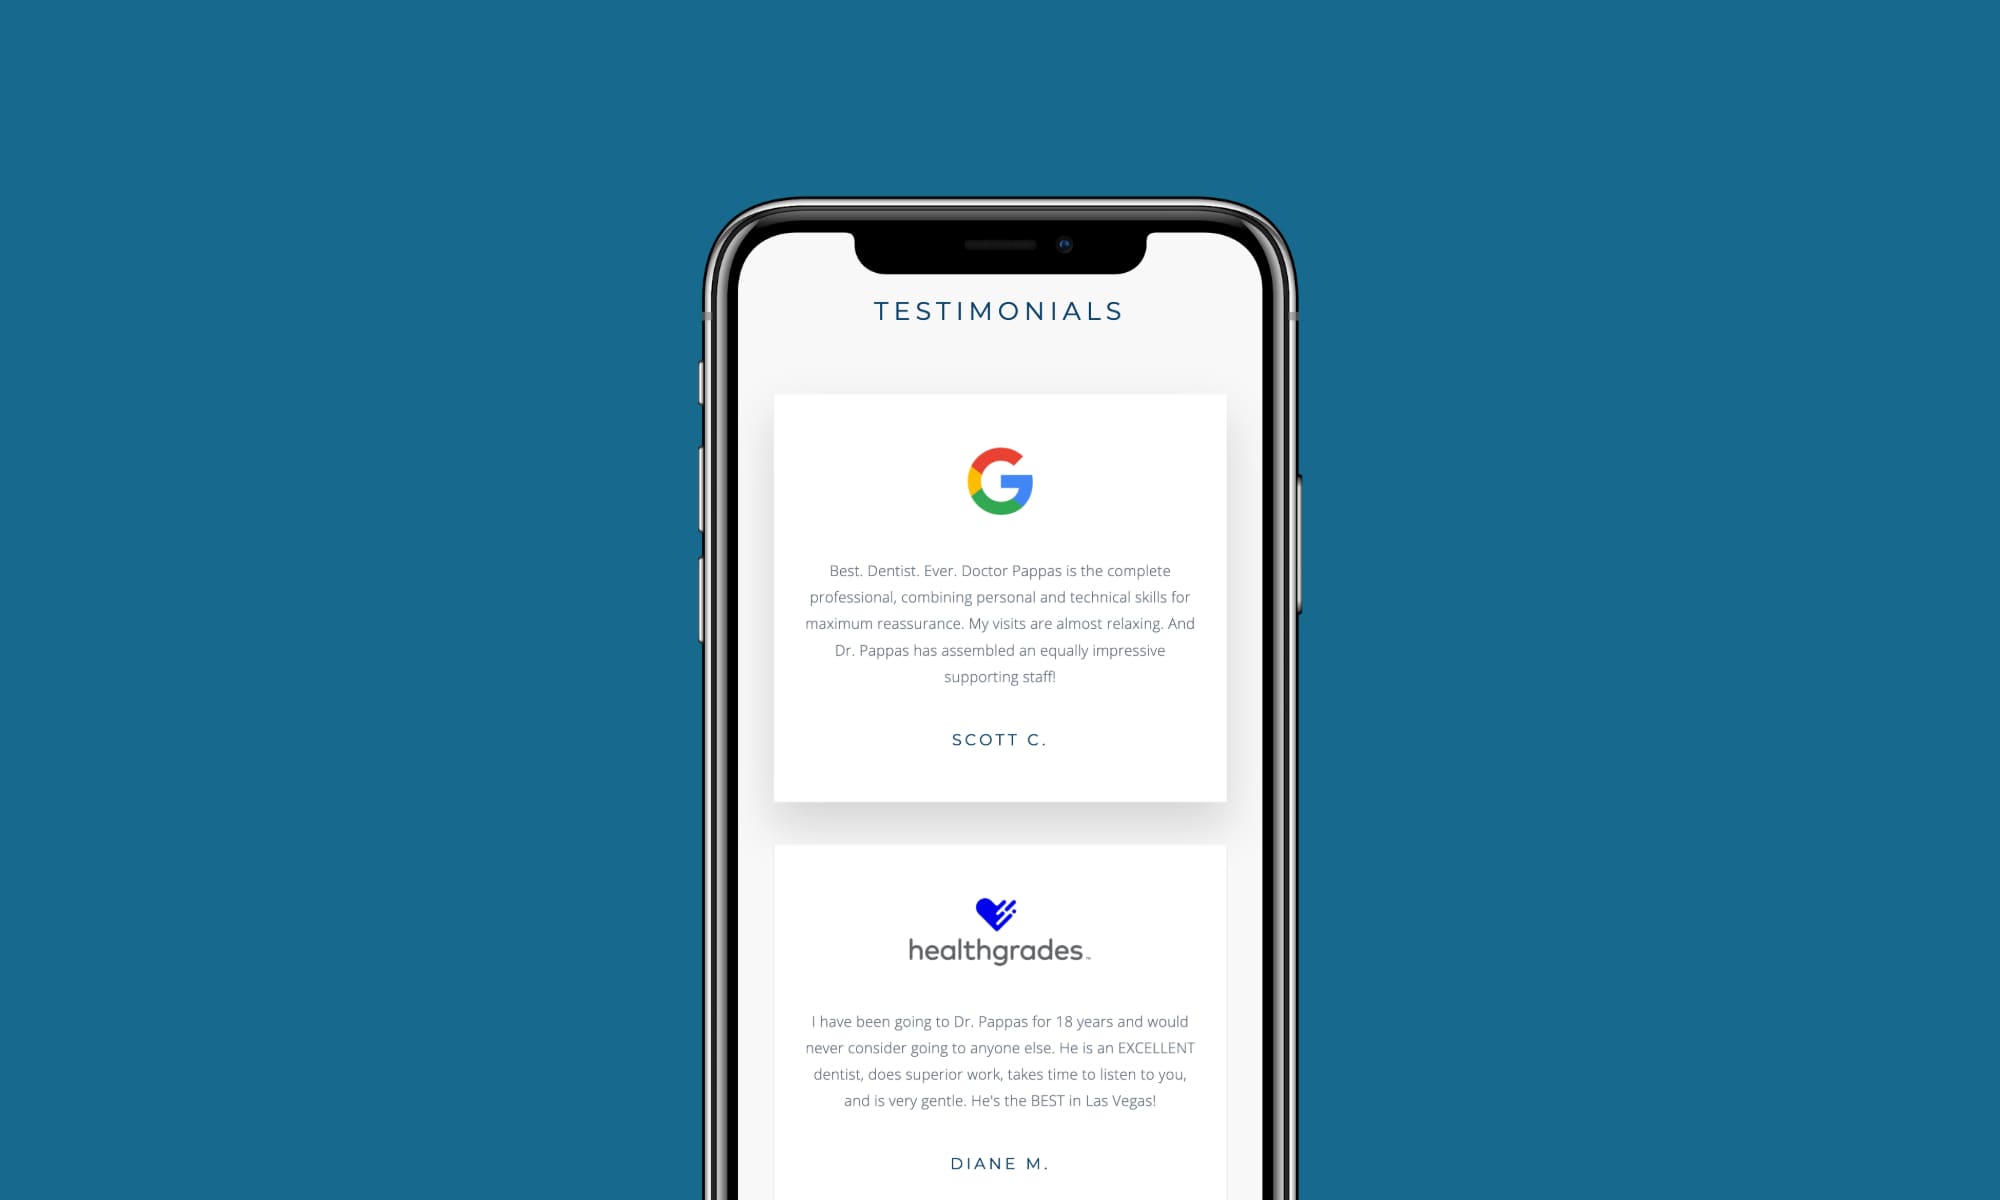 TESTIMONIALS
Best. Dentist. Ever. Doctor Pappas is the complete
professional, combining personal and technical skills for
maximum reassurance. My visits are almost relaxing. And
Dr. Pappas has assembled an equally impressive
supporting staff!
SCOTT C.
healthgrades™
I have been going to Dr. Pappas for 18 years and would
never consider going to anyone else. He is an EXCELLENT
dentist, does superior work, takes time to listen to you,
and is very gentle. He's the BEST in Las Vegas!
DIANE M.